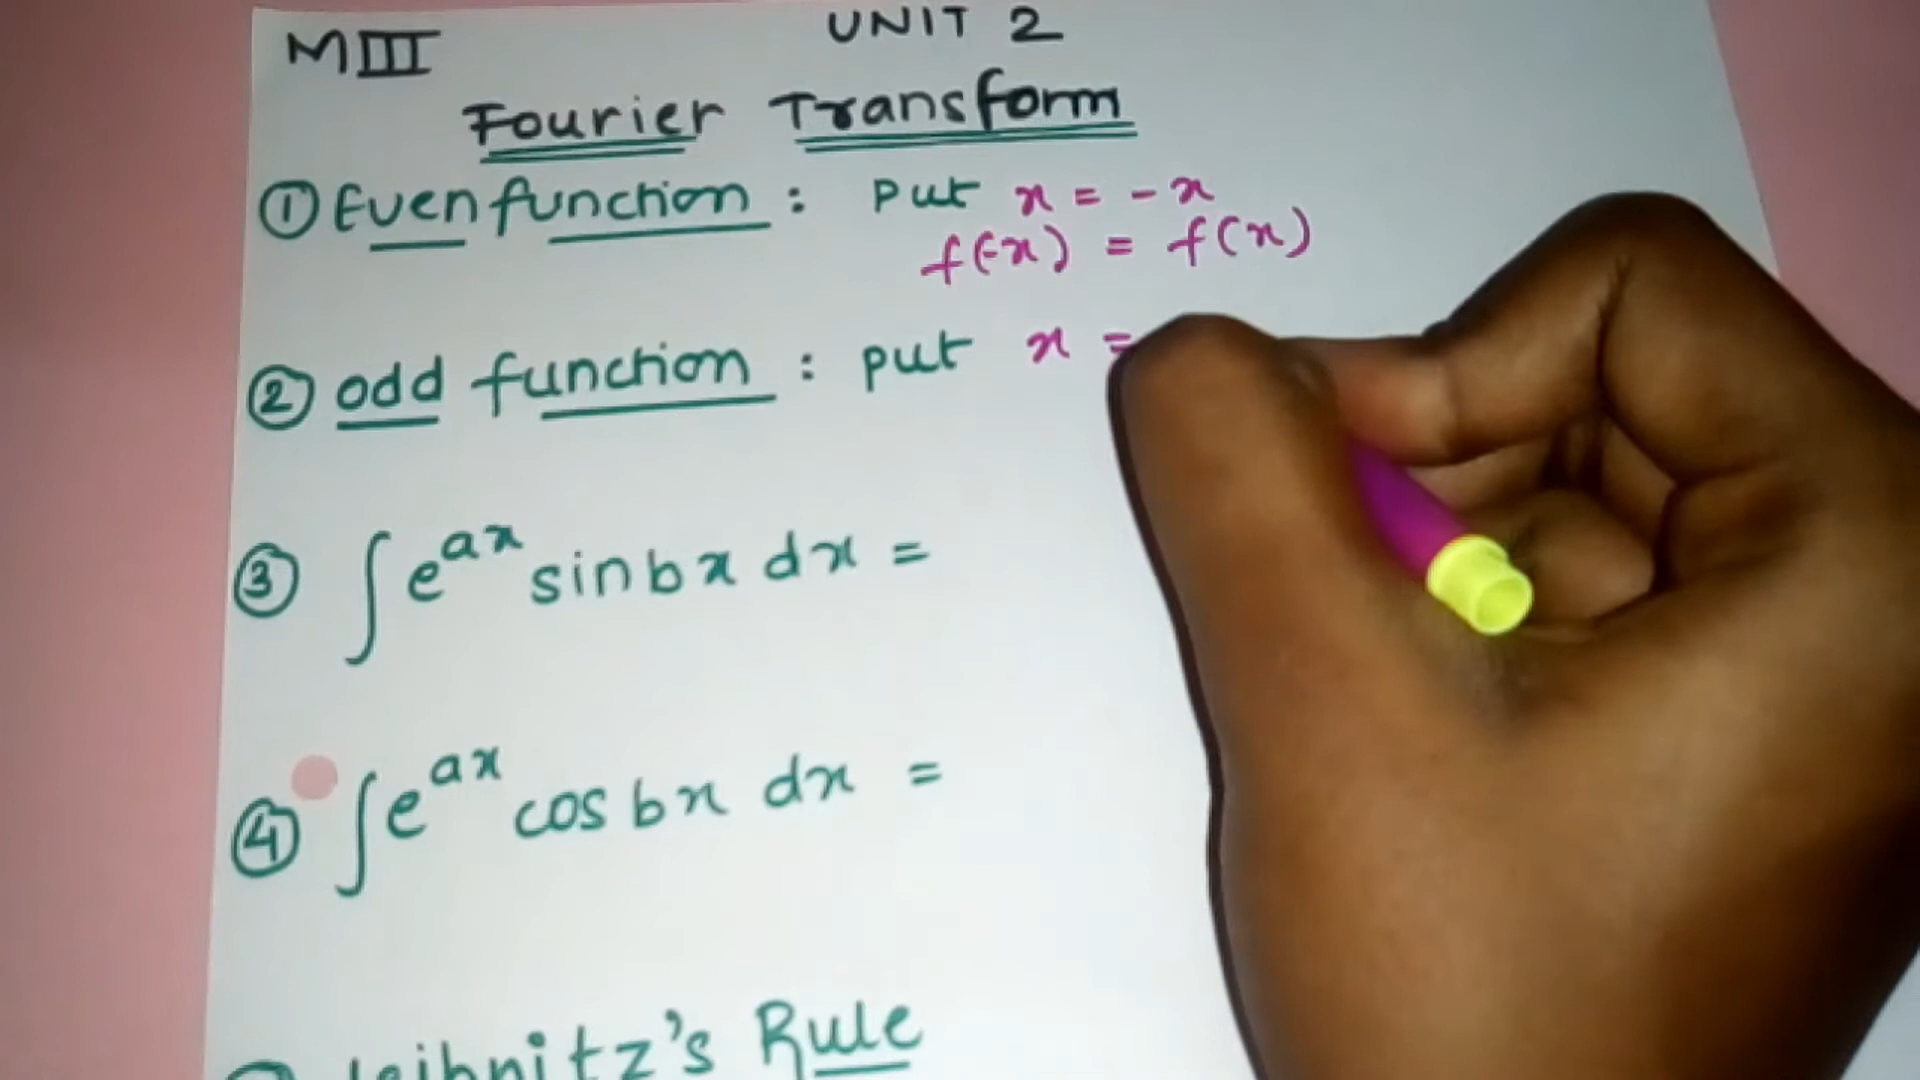 MIII UNIT 2
Fourier Transform
① Even function : put x = -x
f(-x) = f(x)
② odd function : put x =
③ ∫e^ax sinbx dx =
④ ∫e^ax cos bx dx =
Leibnitz's Rule